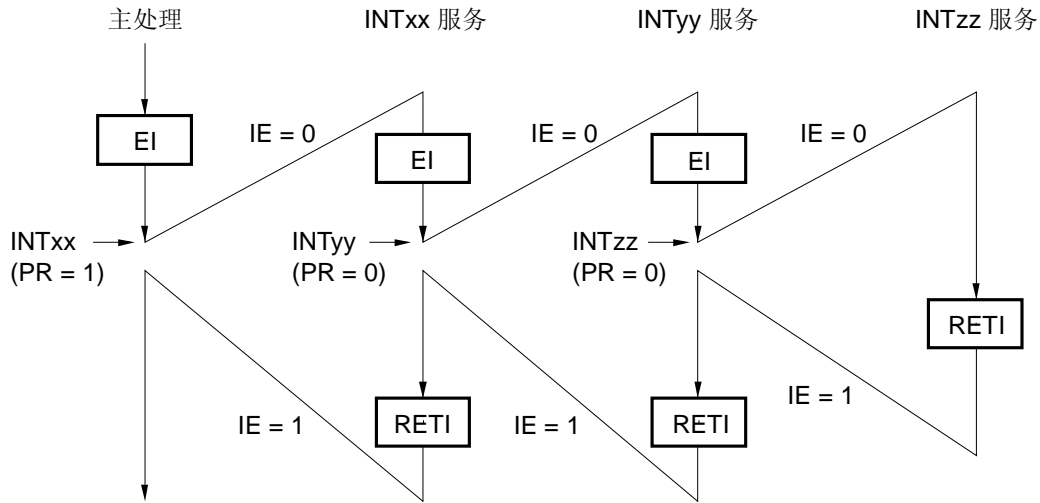 主处理
INTxx 服务
INTyy 服务
INTzz 服务
EI
IE = 0
EI
IE = 0
EI
IE = 0
INTxx
(PR = 1)
INTyy
(PR = 0)
INTzz
(PR = 0)
RETI
IE = 1
RETI
IE = 1
RETI
IE = 1